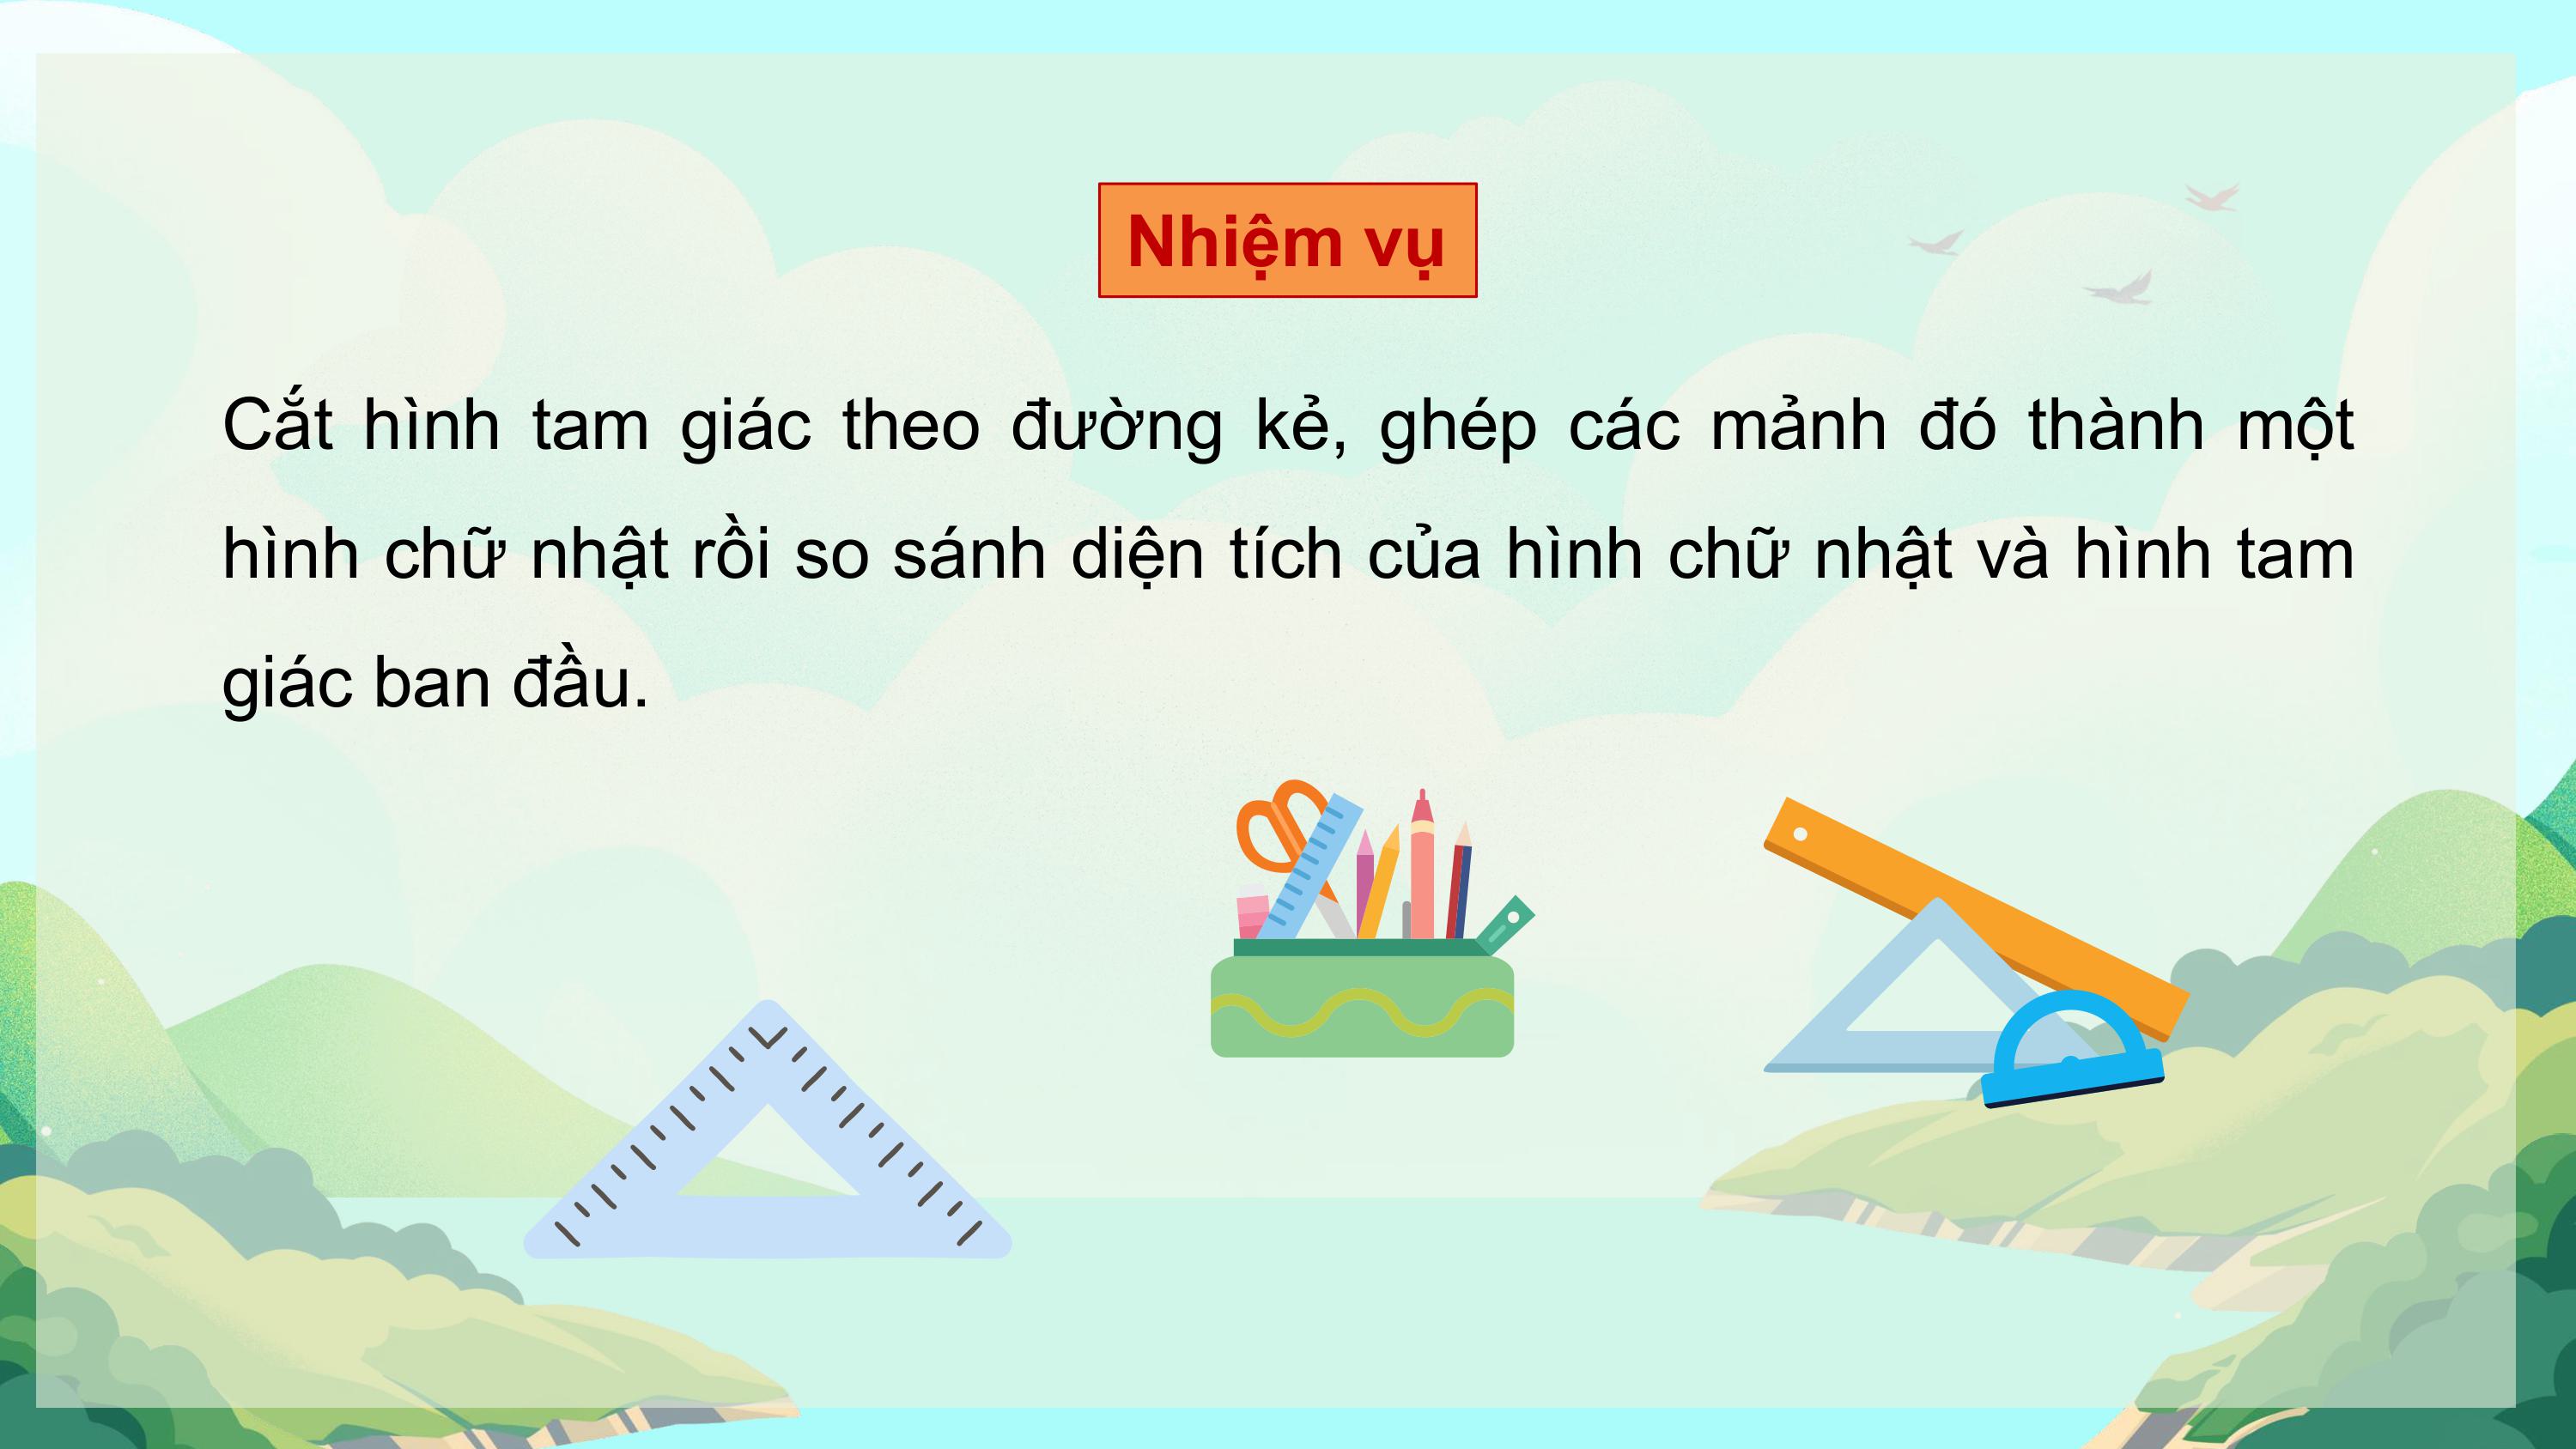 Nhiệm vụ
Cắt hình tam giác theo đường kẻ, ghép các mảnh đó thành một
hình chữ nhật rồi so sánh diện tích của hình chữ nhật và hình tam
giác ban đầu.